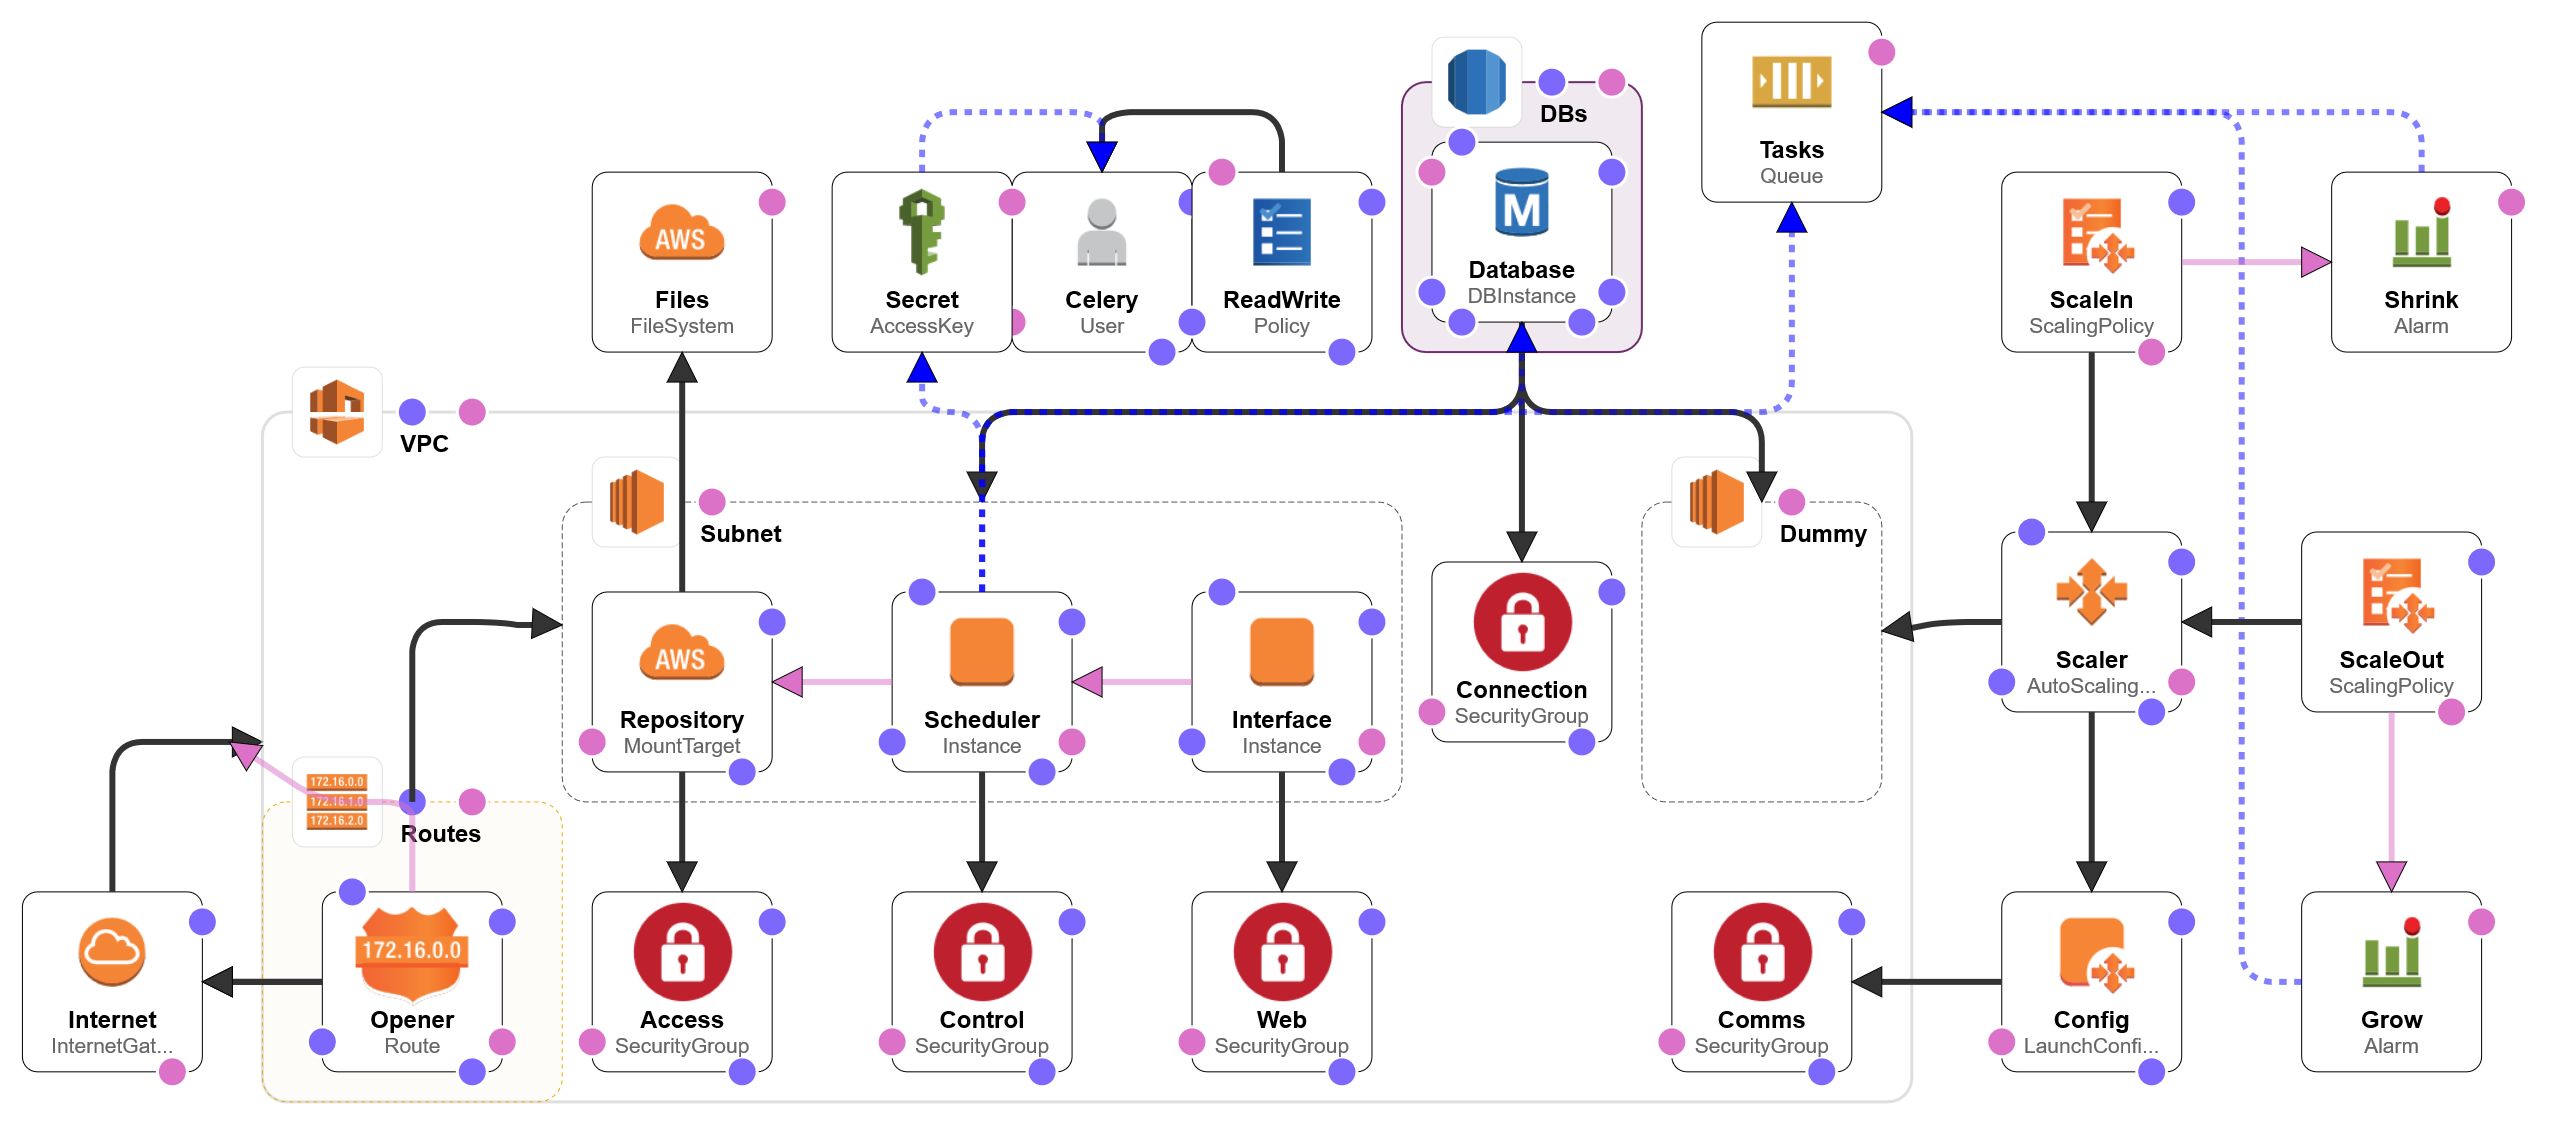 DBs
Tasks
Queue
Files
FileSystem
AWS
Secret
AccessKey
Celery
User
ReadWrite
Policy
M
Database
DBInstance
ScaleIn
ScalingPolicy
Shrink
Alarm
VPC
Subnet
Dummy
AWS
Repository
MountTarget
Scheduler
Instance
Interface
Instance
Connection
SecurityGroup
Scaler
AutoScaling...
ScaleOut
ScalingPolicy
172.16.0.0
172.16.1.0
172.16.2.0
Routes
Internet
InternetGat...
172.16.0.0
Opener
Route
Access
SecurityGroup
Control
SecurityGroup
Web
SecurityGroup
Comms
SecurityGroup
Config
LaunchConfi...
Grow
Alarm